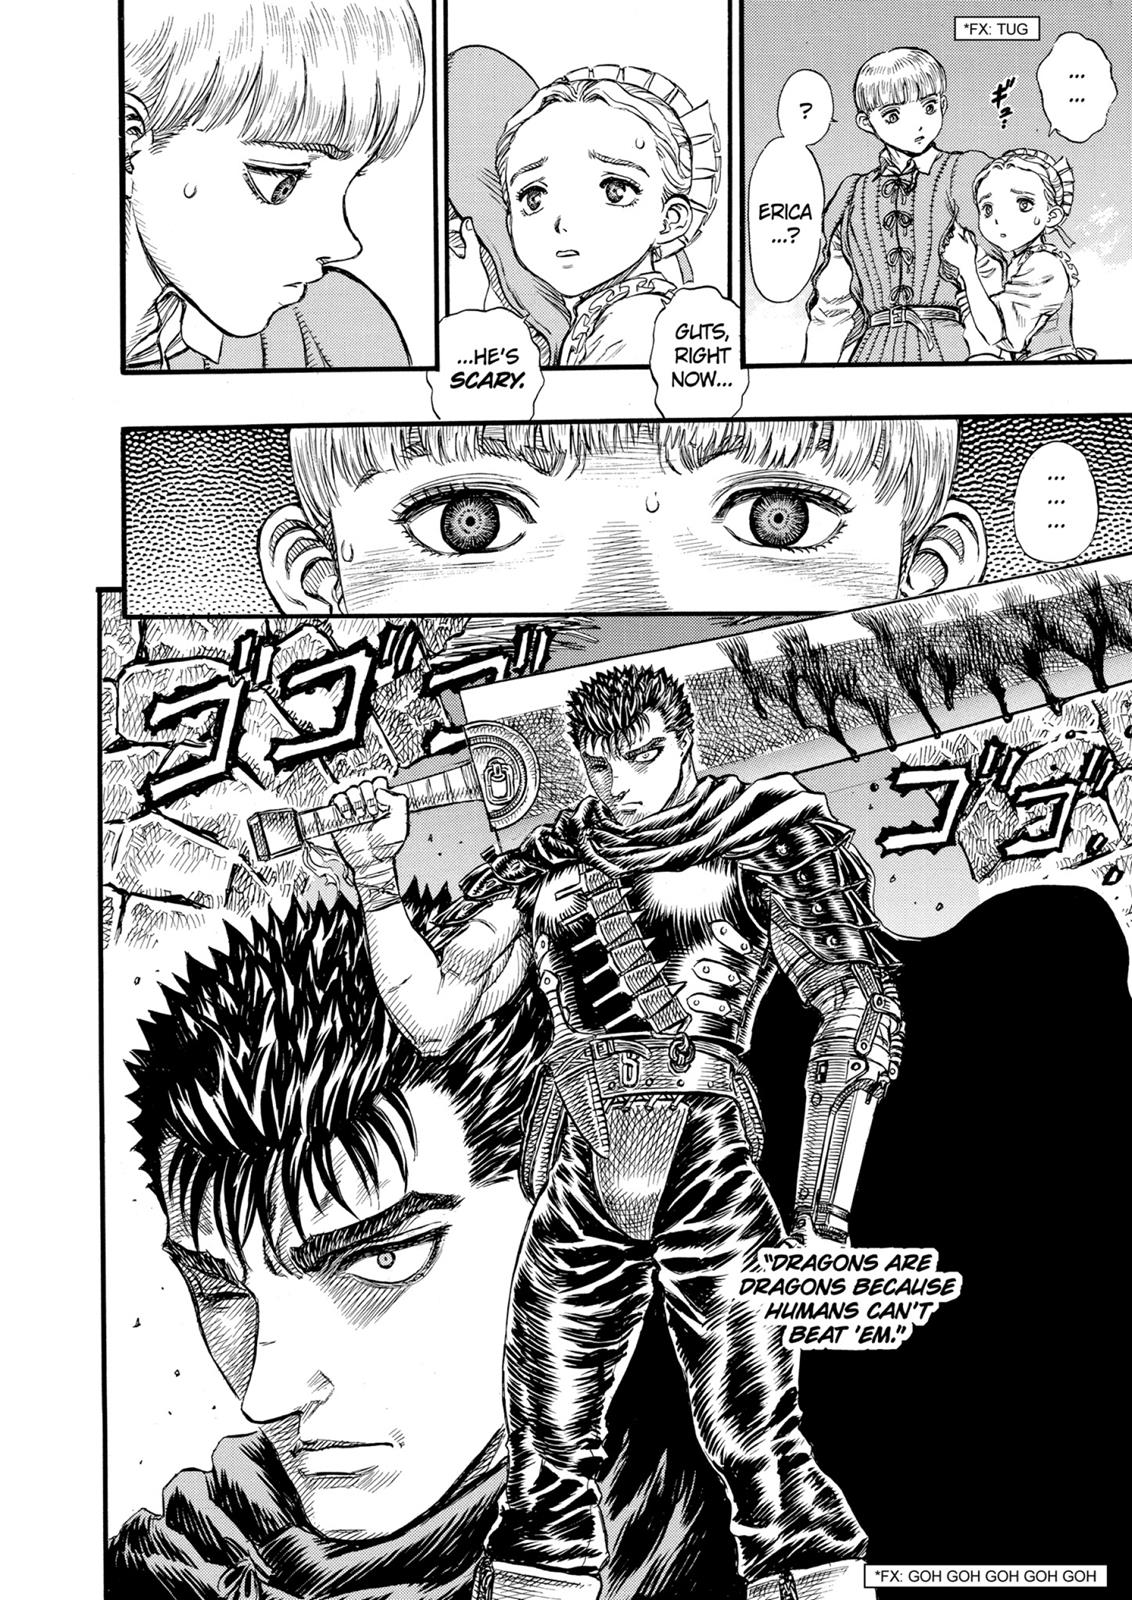 *FX: TUG
...
...
ギュ
?
ERICA
...?
GUTS,
RIGHT
NOW...
...HE'S
SCARY.
...
...
...
ゴゴゴ
ゴゴ
"DRAGONS ARE
DRAGONS BECAUSE
HUMANS CAN'T
BEAT 'EM."
*FX: GOH GOH GOH GOH GOH